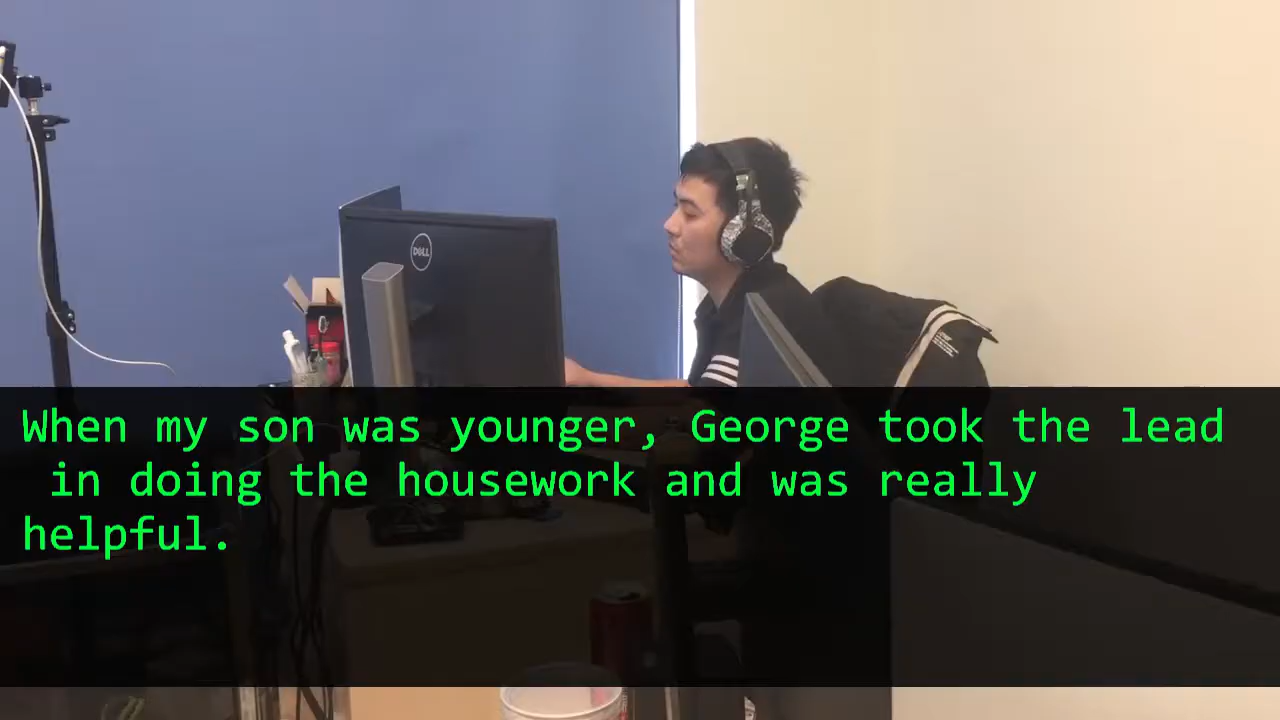 DELL
When my son was younger, George took the lead
in doing the housework and was really
helpful.